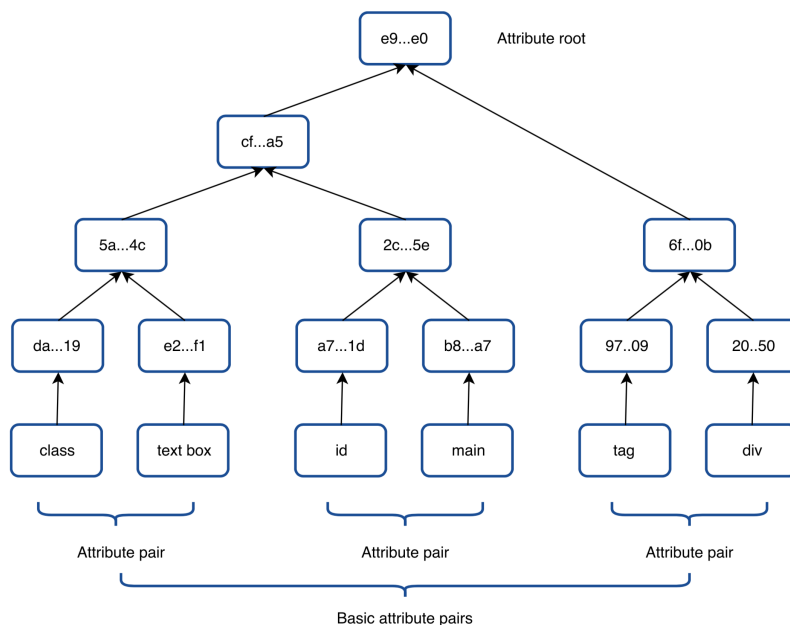 e9...e0
Attribute root
cf...a5
5a...4c
2c...5e
6f...0b
da...19
e2...f1
a7...1d
b8...a7
97..09
20..50
class
text box
id
main
tag
div
Attribute pair
Attribute pair
Attribute pair
Basic attribute pairs